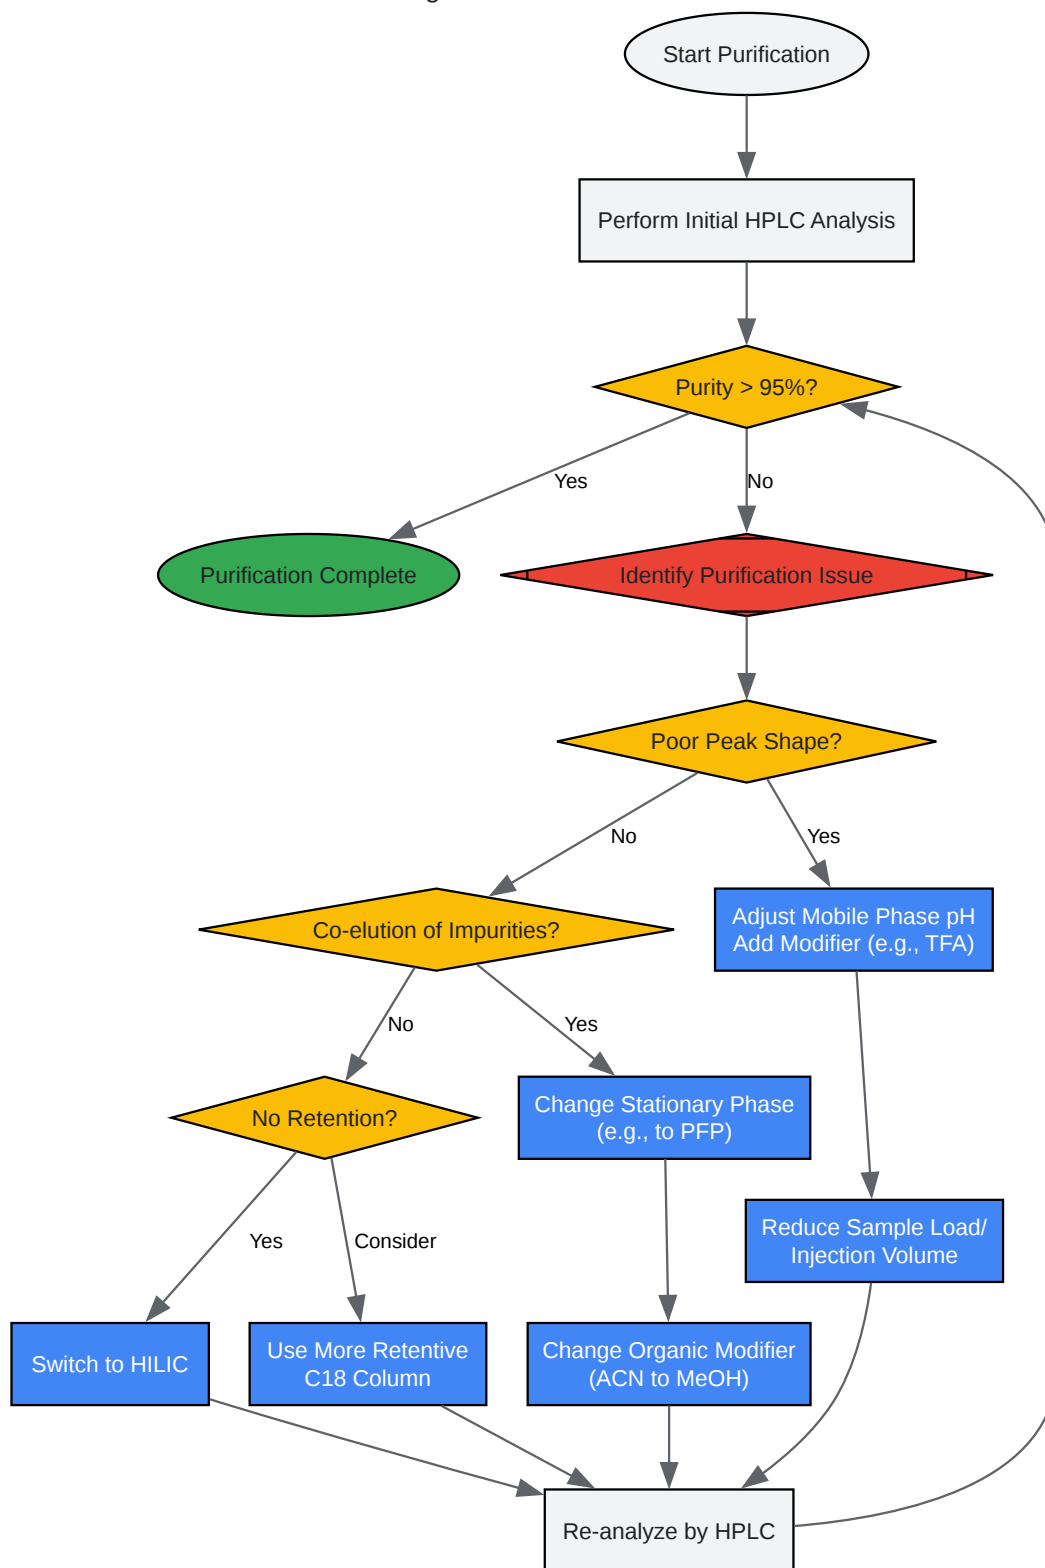 Start Purification
Perform Initial HPLC Analysis
Purity > 95%?
Yes
No
Purification Complete
Identify Purification Issue
Poor Peak Shape?
No
Yes
Co-elution of Impurities?
Adjust Mobile Phase pH
Add Modifier (e.g., TFA)
No
Yes
No Retention?
Change Stationary Phase
(e.g., to PFP)
Reduce Sample Load/
Injection Volume
Yes
Consider
Switch to HILIC
Use More Retentive
C18 Column
Change Organic Modifier
(ACN to MeOH)
Re-analyze by HPLC